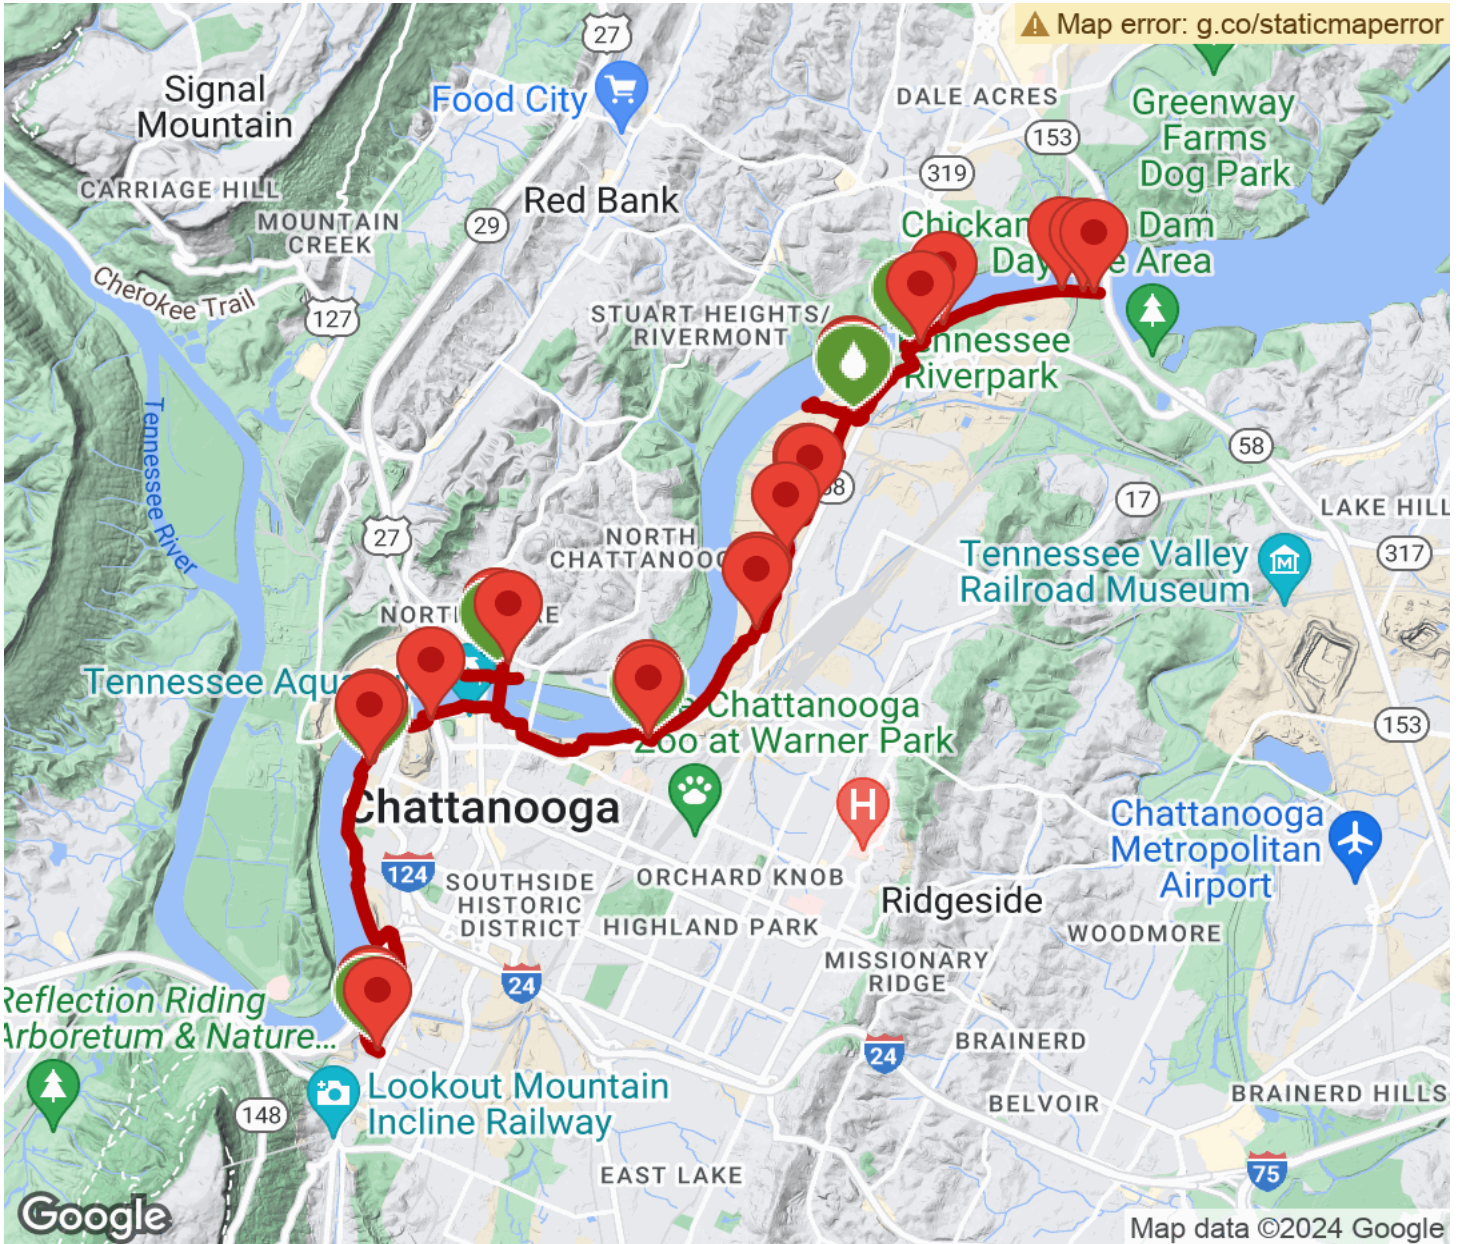 Map error: g.co/staticmaperror
27
Signal
Mountain
Food City
DALE ACRES
Greenway
Farms
Dog Park
153
319
CARRIAGE HILL
Red Bank
MOUNTAIN
CREEK
29
Dam
Area
Cherokee Trail
127
STUART HEIGHTS/
RIVERMONT
Riverpark
Tennessee River
58
17
LAKE HILL
27
NORTH
Tennessee Valley
Railroad Museum
317
Tennessee
Chattanooga
Zoo at Warner Park
153
Chattanooga
H
Chattanooga
Metropolitan
Airport
124
SOUTHSIDE
HISTORIC
DISTRICT
ORCHARD KNOB
Ridgeside
HIGHLAND PARK
WOODMORE
MISSIONARY
RIDGE
24
Reflection Riding
Arboretum & Nature...
24
BRAINERD
Lookout Mountain
Incline Railway
148
BELVOIR
BRAINERD HILLS
EAST LAKE
75
Google
Map data ©2024 Google